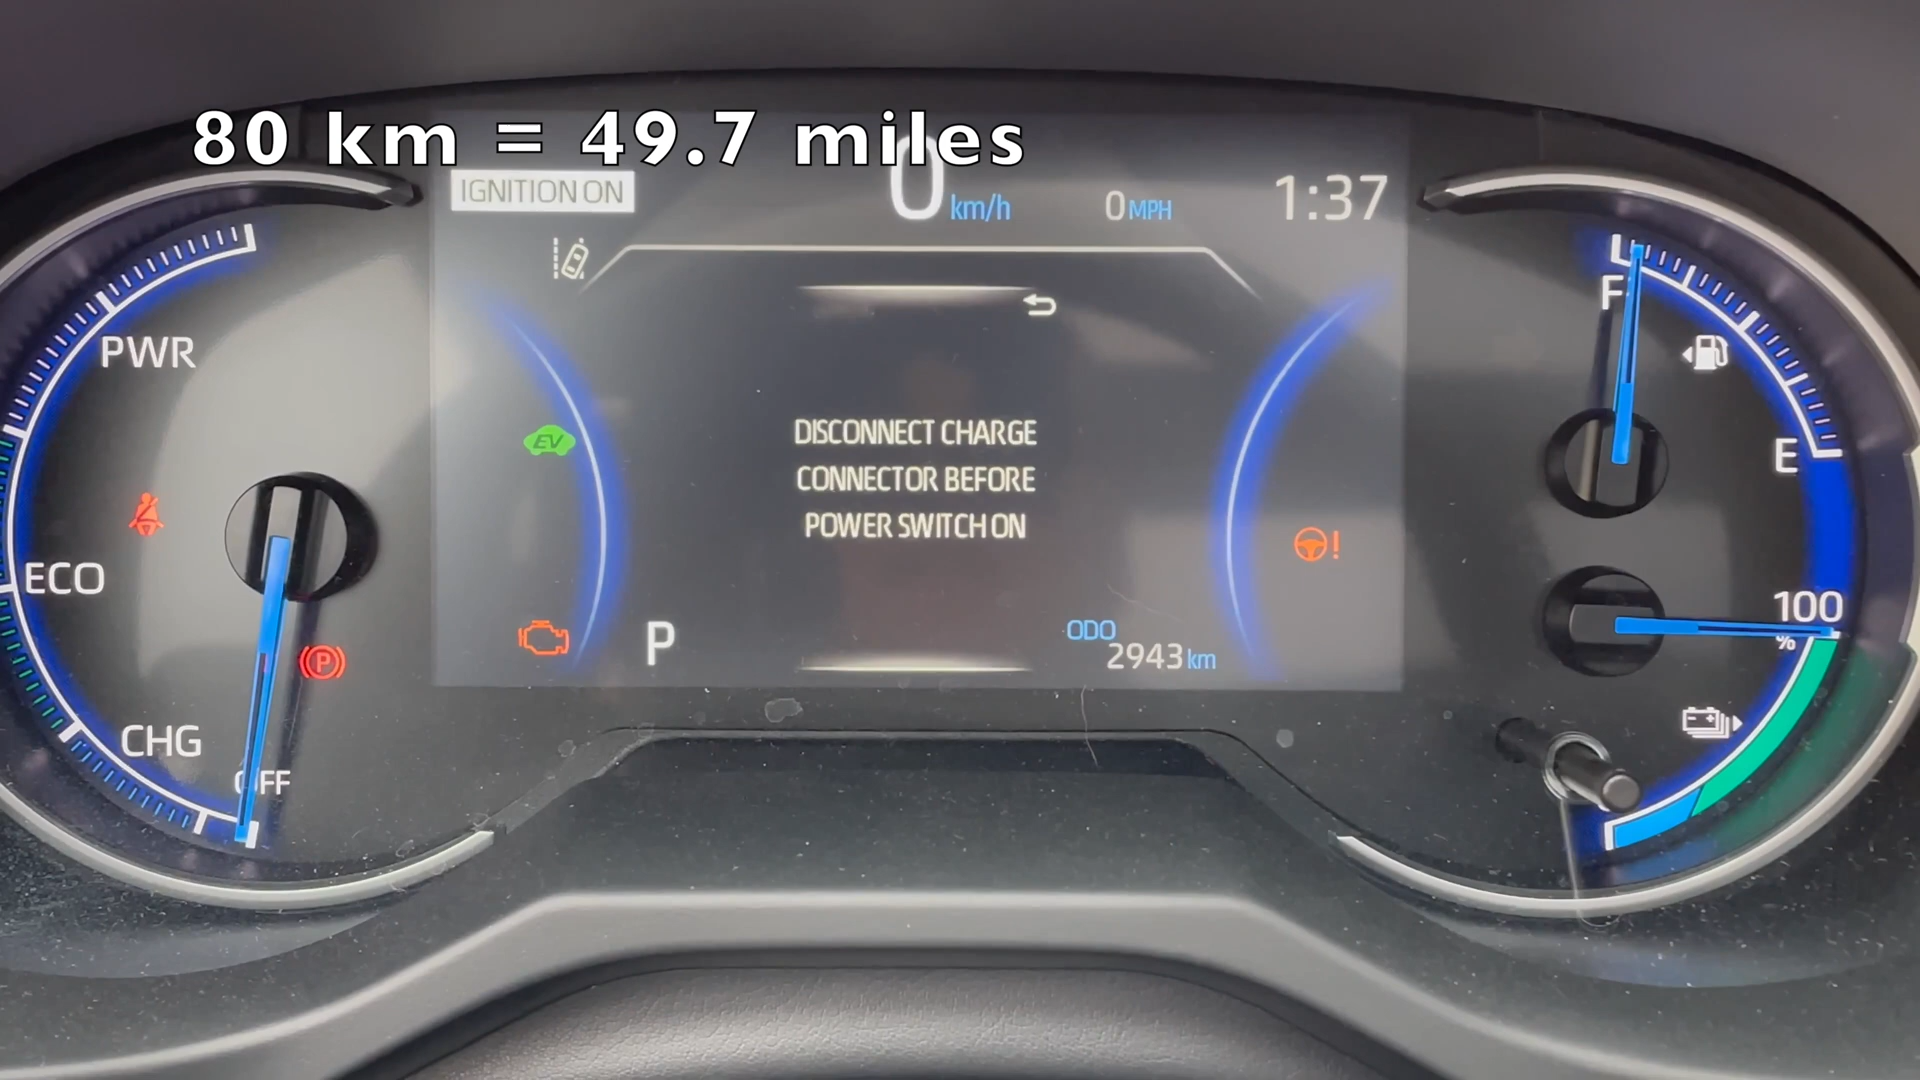 80 km = 49.7 miles
IGNITION ON
0 km/h
0 MPH
1:37
PWR
ECO
CHG
OFF
EV
DISCONNECT CHARGE
CONNECTOR BEFORE
POWER SWITCH ON
P
P
ODO
2943 km
F
E
100
%